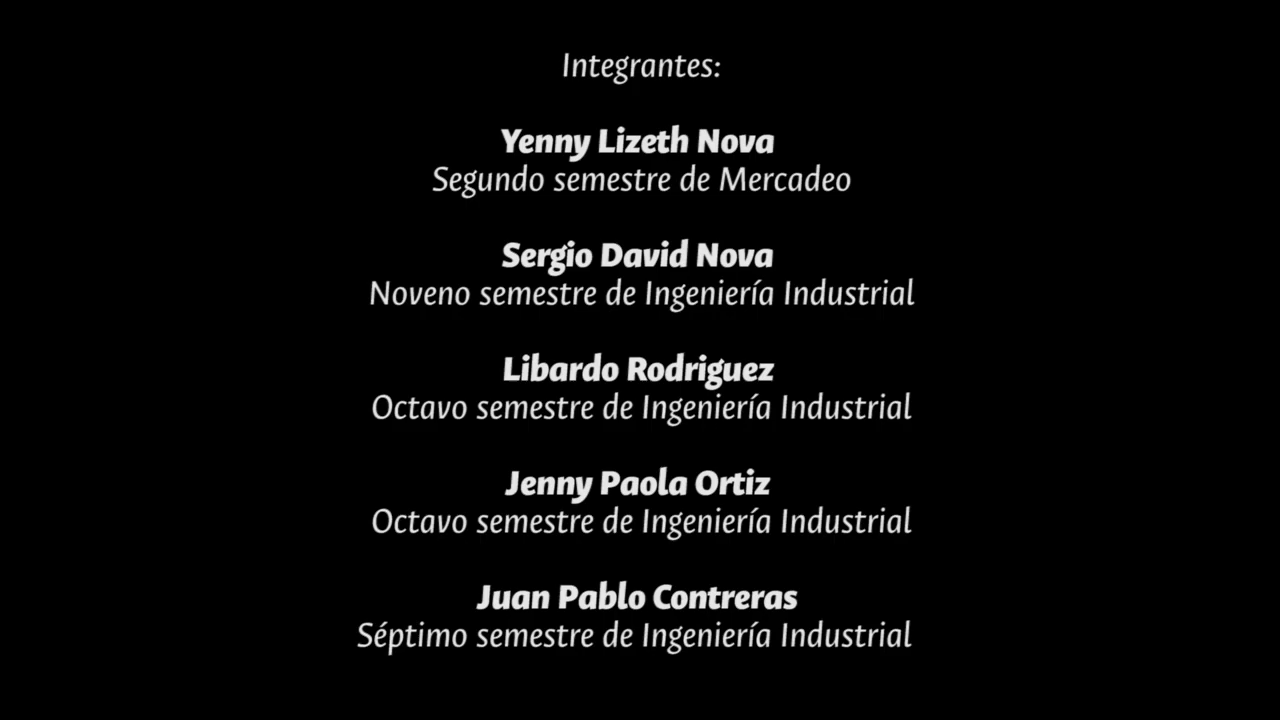 Integrantes:
Yenny Lizeth Nova
Segundo semestre de Mercadeo
Sergio David Nova
Noveno semestre de Ingeniería Industrial
Libardo Rodriguez
Octavo semestre de Ingeniería Industrial
Jenny Paola Ortiz
Octavo semestre de Ingeniería Industrial
Juan Pablo Contreras
Séptimo semestre de Ingeniería Industrial